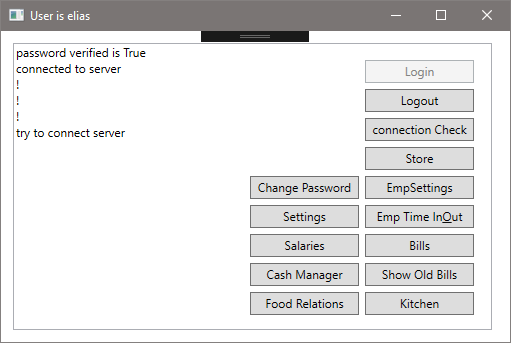 User is elias
password verified is True
connected to server
!
!
!
try to connect server
Login
Logout
connection Check
Store
Change Password EmpSettings
Settings Emp Time InOut
Salaries Bills
Cash Manager Show Old Bills
Food Relations Kitchen